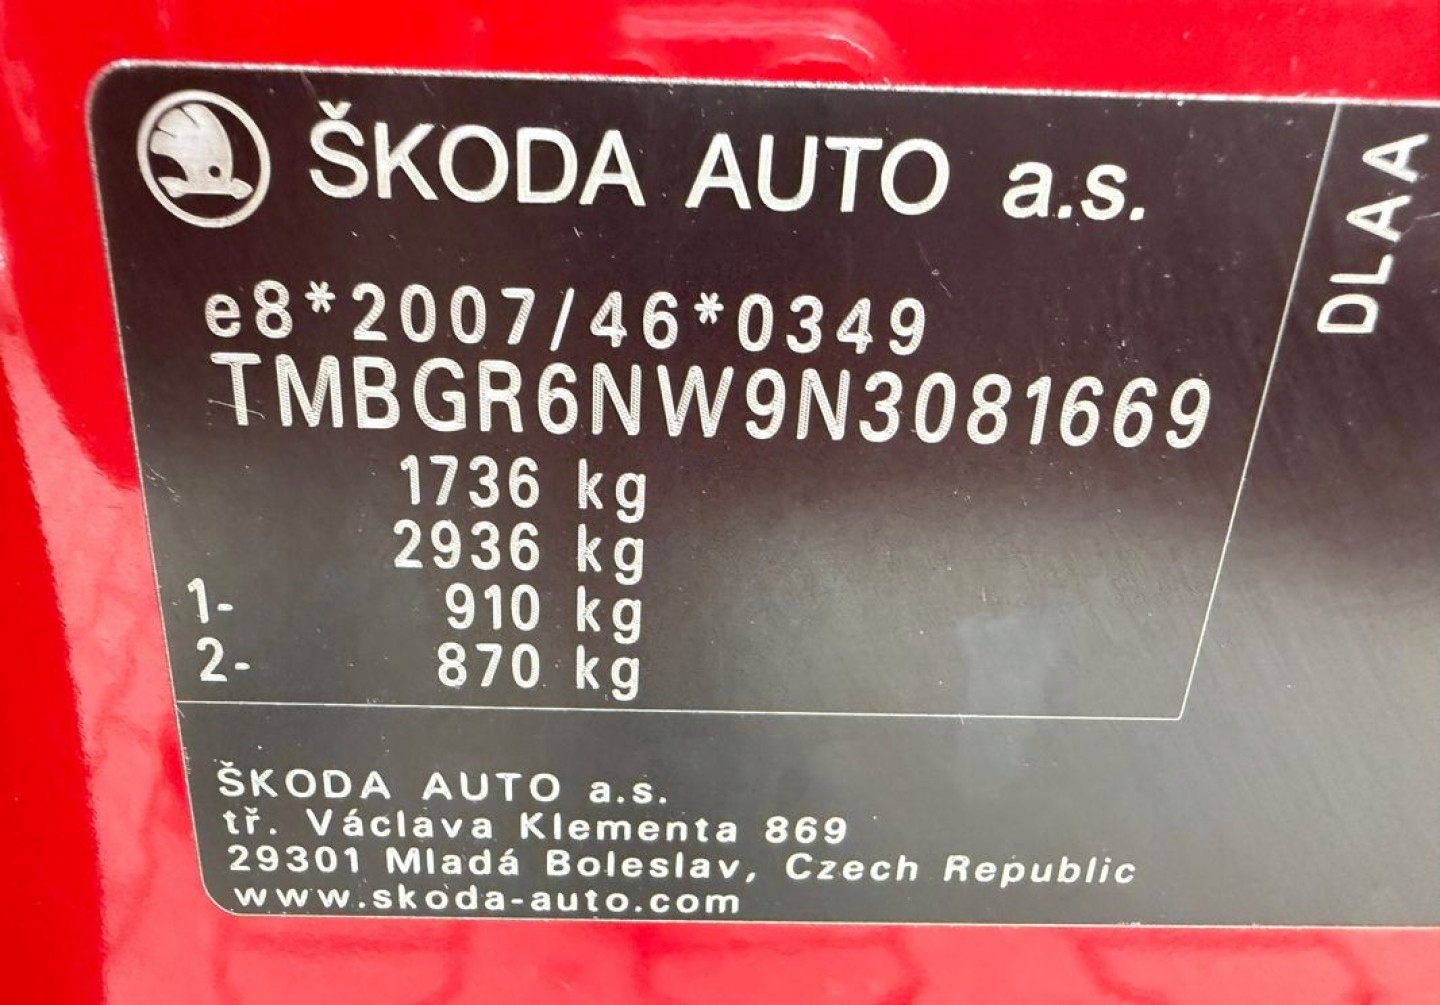 ŠKODA AUTO a.s.
DLAA
e8*2007/46*0349
TMBGR6NW9N3081669
1736 kg
2936 kg
1- 910 kg
2- 870 kg
ŠKODA AUTO a.s.
tř. Václava Klementa 869
29301 Mladá Boleslav, Czech Republic
www.skoda-auto.com